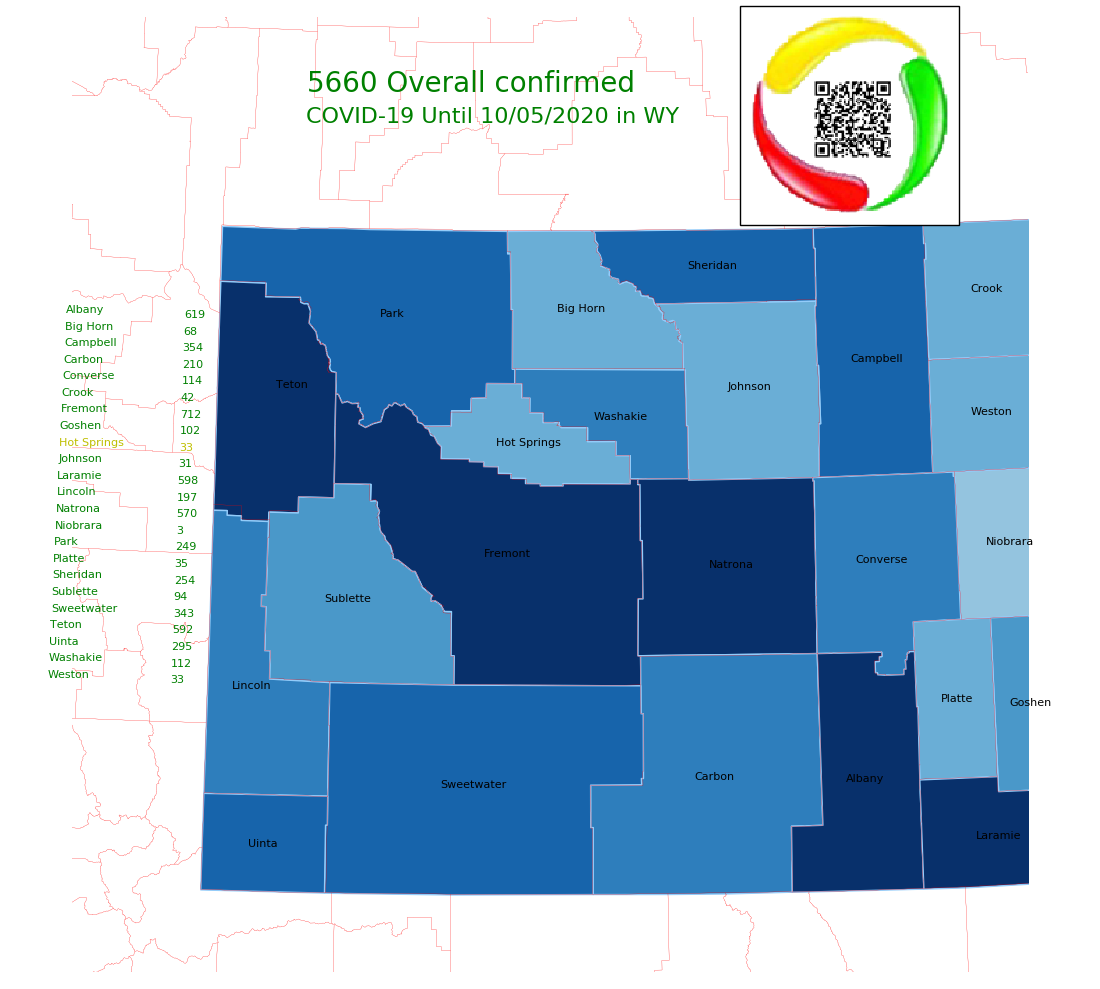 5660 Overall confirmed
COVID-19 Until 10/05/2020 in WY
Albany 619
Big Horn 68
Campbell 354
Carbon 210
Converse 114
Crook 42
Fremont 712
Goshen 102
Hot Springs 33
Johnson 31
Laramie 598
Lincoln 197
Natrona 570
Niobrara 3
Park 249
Platte 35
Sheridan 254
Sublette 94
Sweetwater 343
Teton 592
Uinta 295
Washakie 112
Weston 33
Sheridan
Crook
Big Horn
Park
Campbell
Teton
Johnson
Weston
Washakie
Hot Springs
Niobrara
Fremont
Converse
Natrona
Sublette
Lincoln
Platte
Goshen
Carbon
Albany
Sweetwater
Laramie
Uinta